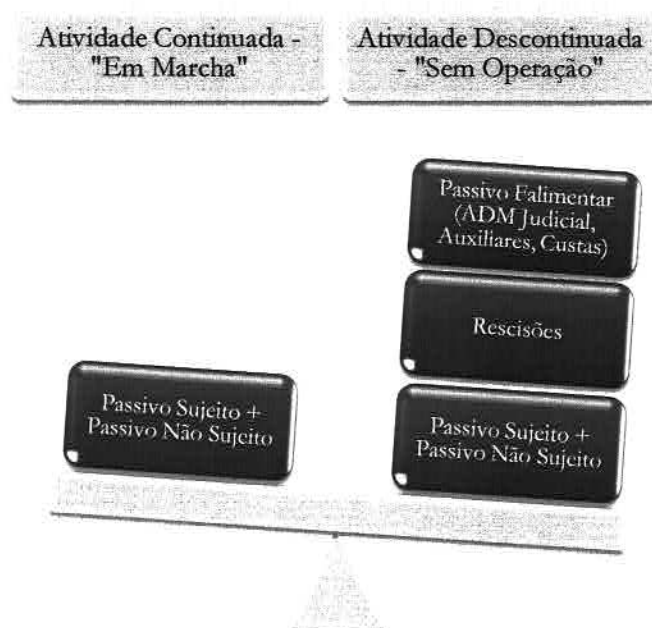 Atividade Continuada -
"Em Marcha"
Atividade Descontinuada
- "Sem Operação"
Passivo Falimentar
(ADM Judicial,
Auxiliares, Custas)
Rescisões
Passivo Sujeito +
Passivo Não Sujeito
Passivo Sujeito +
Passivo Não Sujeito